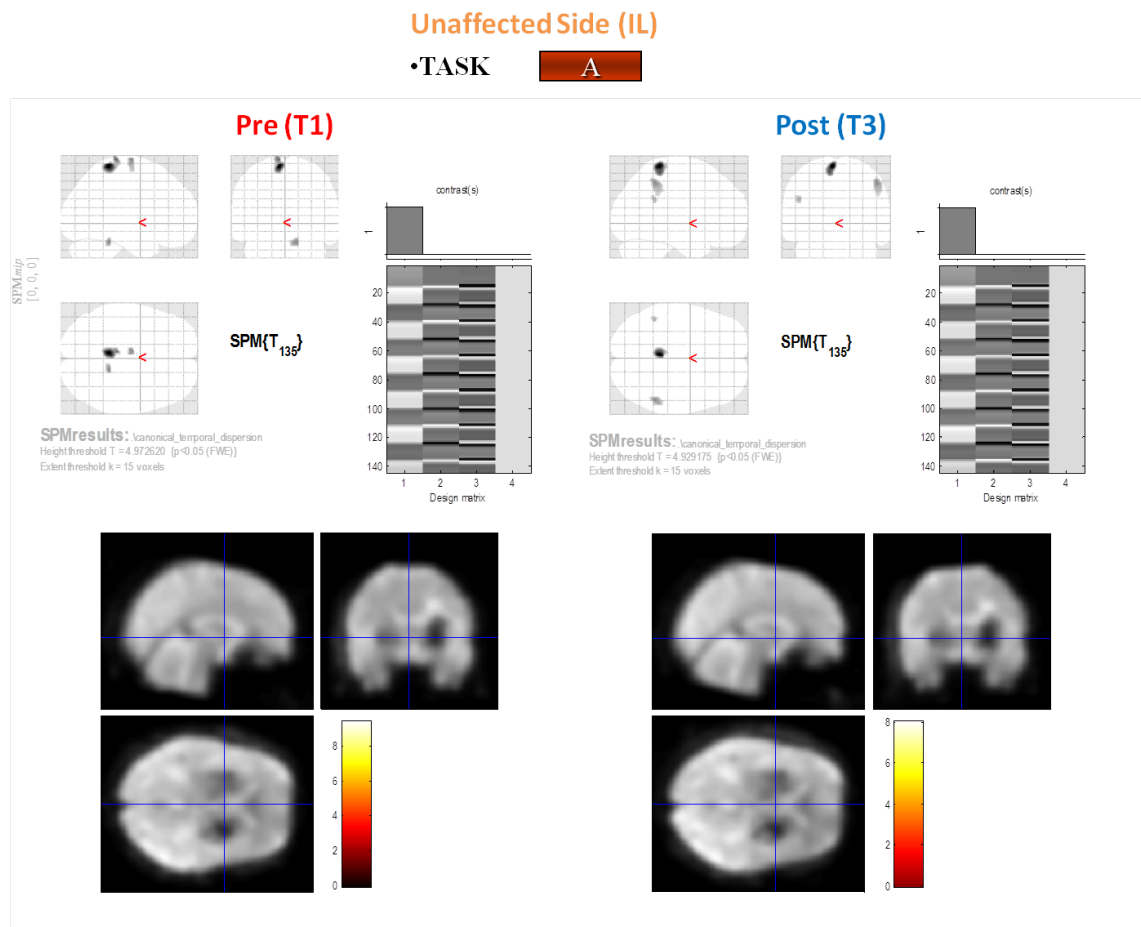 Unaffected Side (IL)
•TASK
A
Pre (T1)
contrast(s)
1
<
<
SPMmip
[0, 0, 0]
<
SPM{T135}
20
40
60
80
100
120
140
1 2 3 4
Design matrix
SPMresults: .\canonical_temporal_dispersion
Height threshold T = 4.972620 {p<0.05 (FWE)}
Extent threshold k = 15 voxels
8
6
4
2
0
Post (T3)
contrast(s)
1
<
<
<
SPM{T135}
20
40
60
80
100
120
140
1 2 3 4
Design matrix
SPMresults: .\canonical_temporal_dispersion
Height threshold T = 4.929175 {p<0.05 (FWE)}
Extent threshold k = 15 voxels
8
6
4
2
0